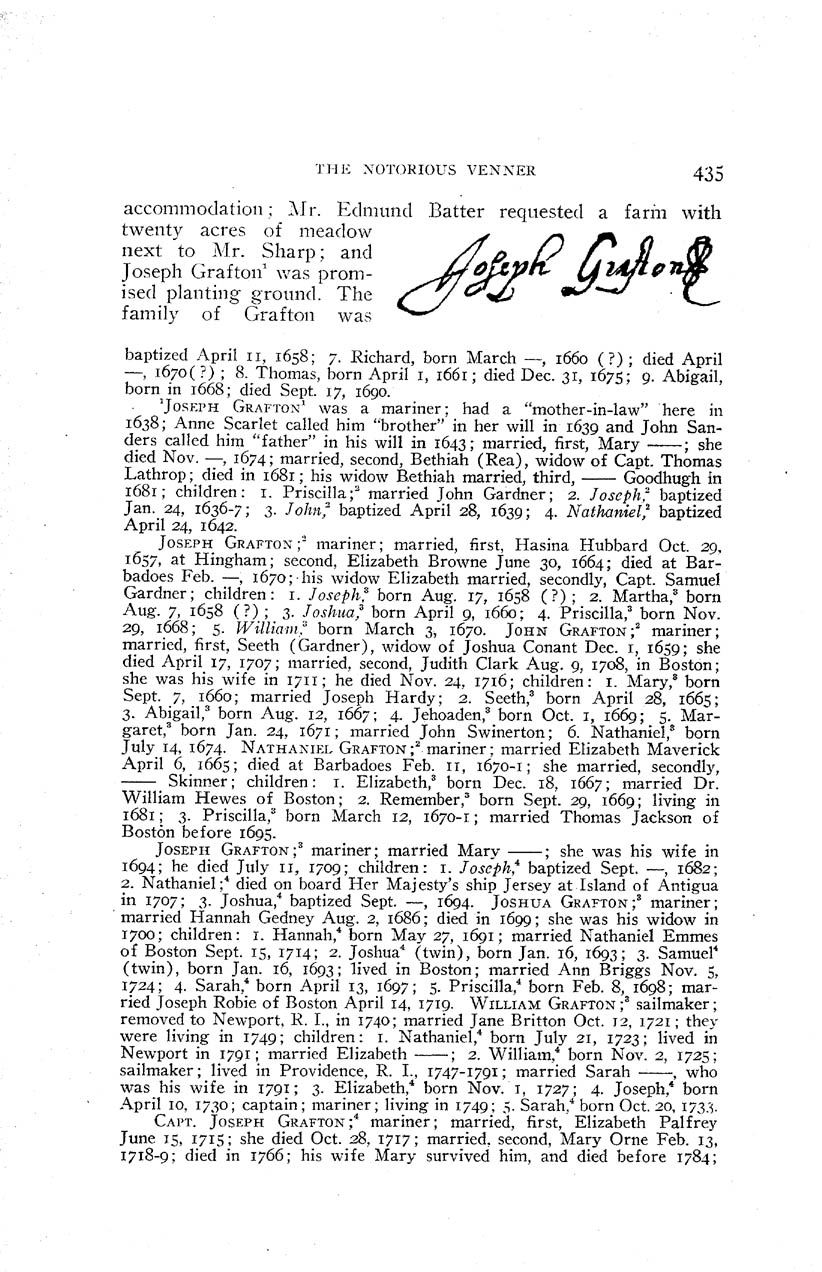 THE NOTORIOUS VENNER 435
accommodation; Mr. Edmund Batter requested a farm with
twenty acres of meadow
next to Mr. Sharp; and
Joseph Grafton¹ was prom-
ised planting ground. The
family of Grafton was
Joseph Grafton
baptized April 11, 1658; 7. Richard, born March —, 1660 (?); died April
—, 1670(?); 8. Thomas, born April 1, 1661; died Dec. 31, 1675; 9. Abigail,
born in 1668; died Sept. 17, 1690.
¹JOSEPH GRAFTON¹ was a mariner; had a "mother-in-law" here in
1638; Anne Scarlet called him "brother" in her will in 1639 and John San-
ders called him "father" in his will in 1643; married, first, Mary ——; she
died Nov. —, 1674; married, second, Bethiah (Rea), widow of Capt. Thomas
Lathrop; died in 1681; his widow Bethiah married, third, —— Goodhugh in
1681; children: 1. Priscilla;² married John Gardner; 2. Joseph,² baptized
Jan. 24, 1636-7; 3. John,² baptized April 28, 1639; 4. Nathaniel,² baptized
April 24, 1642.
JOSEPH GRAFTON;² mariner; married, first, Hasina Hubbard Oct. 29,
1657, at Hingham; second, Elizabeth Browne June 30, 1664; died at Bar-
badoes Feb. —, 1670; his widow Elizabeth married, secondly, Capt. Samuel
Gardner; children: 1. Joseph,³ born Aug. 17, 1658 (?); 2. Martha,³ born
Aug. 7, 1658 (?); 3. Joshua,³ born April 9, 1660; 4. Priscilla,³ born Nov.
29, 1668; 5. William,³ born March 3, 1670. JOHN GRAFTON;² mariner;
married, first, Seeth (Gardner), widow of Joshua Conant Dec. 1, 1659; she
died April 17, 1707; married, second, Judith Clark Aug. 9, 1708, in Boston;
she was his wife in 1711; he died Nov. 24, 1716; children: 1. Mary,³ born
Sept. 7, 1660; married Joseph Hardy; 2. Seeth,³ born April 28, 1665;
3. Abigail,³ born Aug. 12, 1667; 4. Jehoaden,³ born Oct. 1, 1669; 5. Mar-
garet,³ born Jan. 24, 1671; married John Swinerton; 6. Nathaniel,³ born
July 14, 1674. NATHANIEL GRAFTON;² mariner; married Elizabeth Maverick
April 6, 1665; died at Barbadoes Feb. 11, 1670-1; she married, secondly,
—— Skinner; children: 1. Elizabeth,³ born Dec. 18, 1667; married Dr.
William Hewes of Boston; 2. Remember,³ born Sept. 29, 1669; living in
1681; 3. Priscilla,³ born March 12, 1670-1; married Thomas Jackson of
Boston before 1695.
JOSEPH GRAFTON;³ mariner; married Mary ——; she was his wife in
1694; he died July 11, 1709; children: 1. Joseph,⁴ baptized Sept. —, 1682;
2. Nathaniel;⁴ died on board Her Majesty's ship Jersey at Island of Antigua
in 1707; 3. Joshua,⁴ baptized Sept. —, 1694. JOSHUA GRAFTON;³ mariner;
married Hannah Gedney Aug. 2, 1686; died in 1699; she was his widow in
1700; children: 1. Hannah,⁴ born May 27, 1691; married Nathaniel Emmes
of Boston Sept. 15, 1714; 2. Joshua⁴ (twin), born Jan. 16, 1693; 3. Samuel⁴
(twin), born Jan. 16, 1693; lived in Boston; married Ann Briggs Nov. 5,
1724; 4. Sarah,⁴ born April 13, 1697; 5. Priscilla,⁴ born Feb. 8, 1698; mar-
ried Joseph Robie of Boston April 14, 1719. WILLIAM GRAFTON;³ sailmaker;
removed to Newport, R. I., in 1740; married Jane Britton Oct. 12, 1721; they
were living in 1749; children: 1. Nathaniel,⁴ born July 21, 1723; lived in
Newport in 1791; married Elizabeth ——; 2. William,⁴ born Nov. 2, 1725;
sailmaker; lived in Providence, R. I., 1747-1791; married Sarah ——, who
was his wife in 1791; 3. Elizabeth,⁴ born Nov. 1, 1727; 4. Joseph,⁴ born
April 10, 1730; captain; mariner; living in 1749; 5. Sarah,⁴ born Oct. 20, 1733.
CAPT. JOSEPH GRAFTON;⁴ mariner; married, first, Elizabeth Palfrey
June 15, 1715; she died Oct. 28, 1717; married, second, Mary Orne Feb. 13,
1718-9; died in 1766; his wife Mary survived him, and died before 1784;